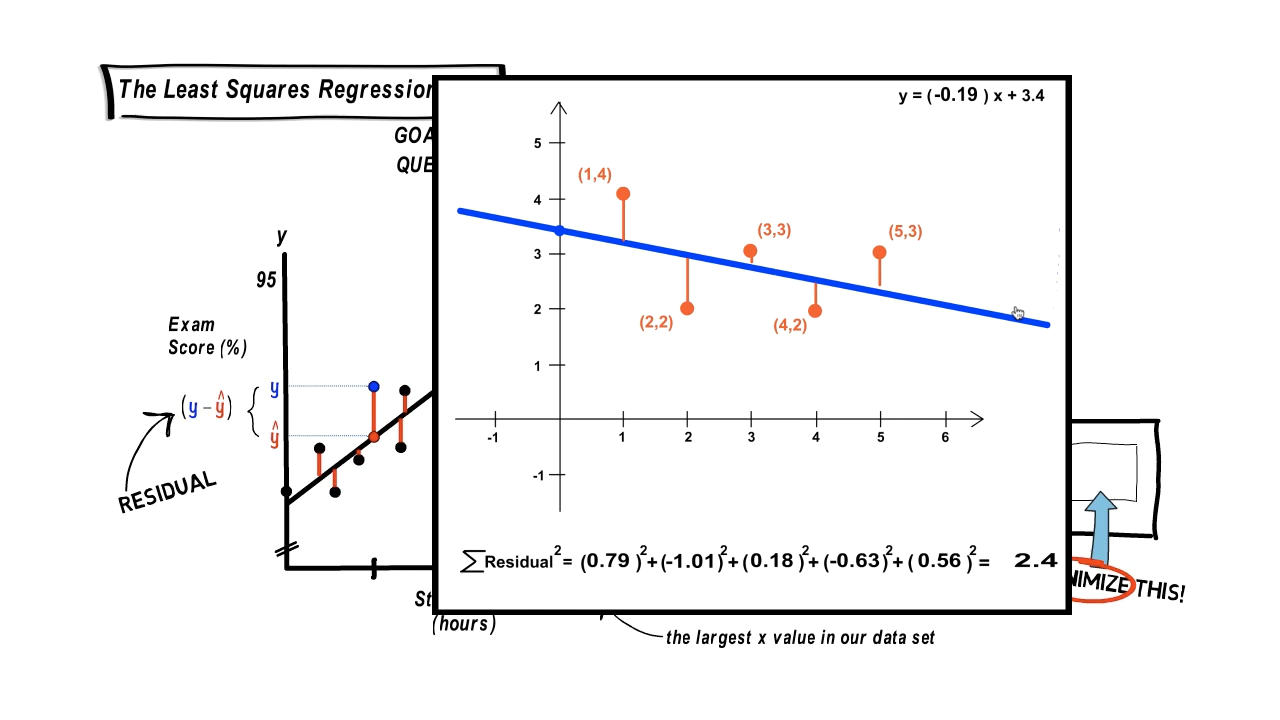 The Least Squares Regression
GOA
QUE
y = (-0.19 ) x + 3.4
5
4
3
2
1
-1
-1
1
2
3
4
5
6
(1,4)
(2,2)
(3,3)
(4,2)
(5,3)
∑Residual²= (0.79 )²+(-1.01)²+(0.18 )²+(-0.63)²+( 0.56 )²= 2.4
y
95
Exam
Score (%)
y
(y - ŷ)
ŷ
RESIDUAL
St
(hours)
the largest x value in our data set
NIMIZE THIS!